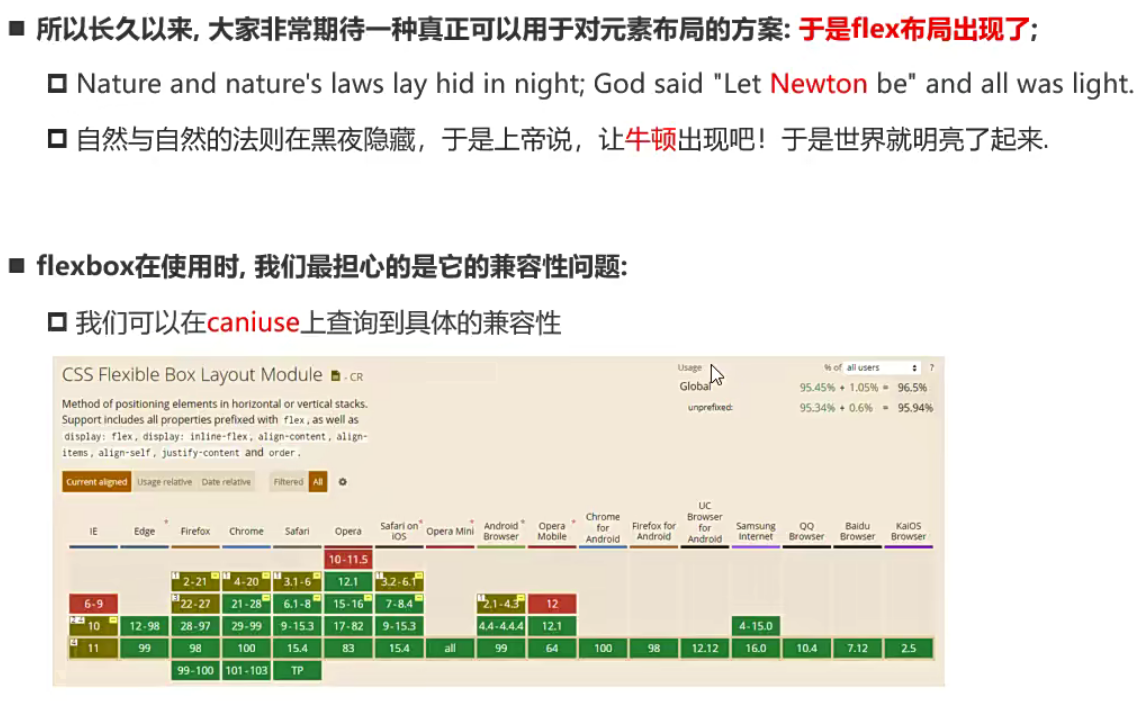 所以长久以来, 大家非常期待一种真正可以用于对元素布局的方案: 于是flex布局出现了;
Nature and nature's laws lay hid in night; God said "Let Newton be" and all was light.
自然与自然的法则在黑夜隐藏，于是上帝说，让牛顿出现吧！于是世界就明亮了起来.
flexbox在使用时, 我们最担心的是它的兼容性问题:
我们可以在caniuse上查询到具体的兼容性
CSS Flexible Box Layout Module - CR
Usage % of all users ?
Global 95.45% + 1.05% = 96.5%
unprefixed: 95.34% + 0.6% = 95.94%
Method of positioning elements in horizontal or vertical stacks.
Support includes all properties prefixed with flex, as well as
display: flex, display: inline-flex, align-content, align-
items, align-self, justify-content and order.
Current aligned Usage relative Date relative Filtered All
IE Edge * Firefox Chrome Safari Opera Safari on iOS * Opera Mini * Android Browser * Opera Mobile * Chrome for Android Firefox for Android UC Browser for Android Samsung Internet QQ Browser Baidu Browser KaiOS Browser
10-11.5
1 2-21 1 4-20 1 3.1-6 12.1 1 3.2-6.1
6-9 3 22-27 21-28 6.1-8 15-16 7-8.4 1 2.1-4.3 12
2 4 10 12-98 28-97 29-99 9-15.3 17-82 9-15.3 4.4-4.4.4 12.1 4-15.0
4 11 99 98 100 15.4 83 15.4 all 99 64 100 98 12.12 16.0 10.4 7.12 2.5
99-100 101-103 TP